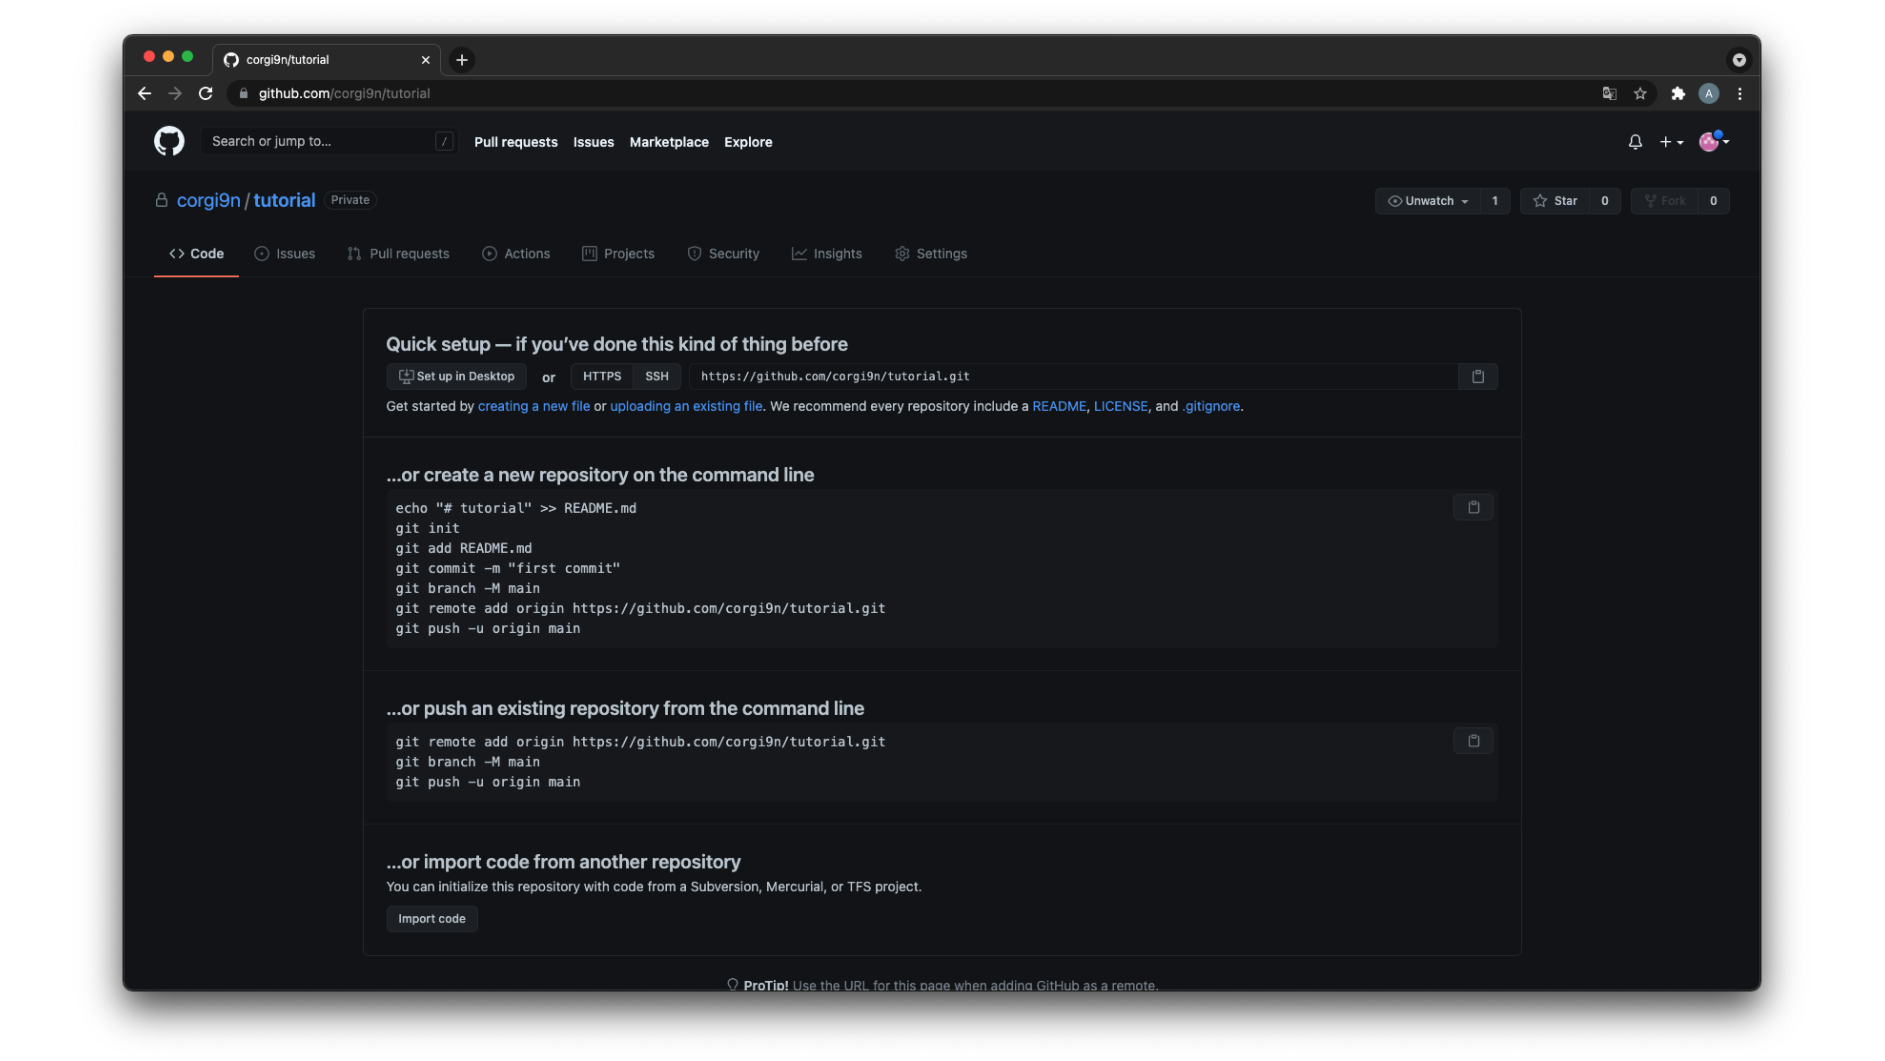 corgi9n/tutorial
github.com/corgi9n/tutorial
A
Search or jump to... /
Pull requests Issues Marketplace Explore
corgi9n / tutorial Private
Unwatch 1 Star 0 Fork 0
Code Issues Pull requests Actions Projects Security Insights Settings
Quick setup — if you’ve done this kind of thing before
Set up in Desktop or HTTPS SSH https://github.com/corgi9n/tutorial.git
Get started by creating a new file or uploading an existing file. We recommend every repository include a README, LICENSE, and .gitignore.
…or create a new repository on the command line
echo "# tutorial" >> README.md
git init
git add README.md
git commit -m "first commit"
git branch -M main
git remote add origin https://github.com/corgi9n/tutorial.git
git push -u origin main
…or push an existing repository from the command line
git remote add origin https://github.com/corgi9n/tutorial.git
git branch -M main
git push -u origin main
…or import code from another repository
You can initialize this repository with code from a Subversion, Mercurial, or TFS project.
Import code
ProTip! Use the URL for this page when adding GitHub as a remote.